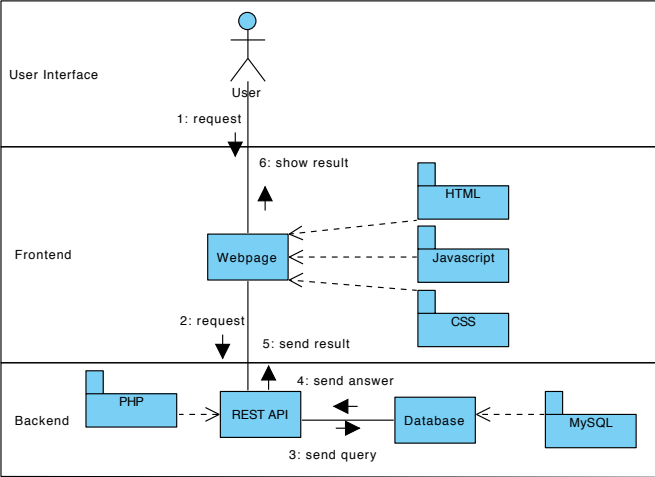 User Interface
User
1: request
6: show result
HTML
Frontend
Webpage
Javascript
CSS
2: request
5: send result
4: send answer
PHP
Backend
REST API
Database
MySQL
3: send query